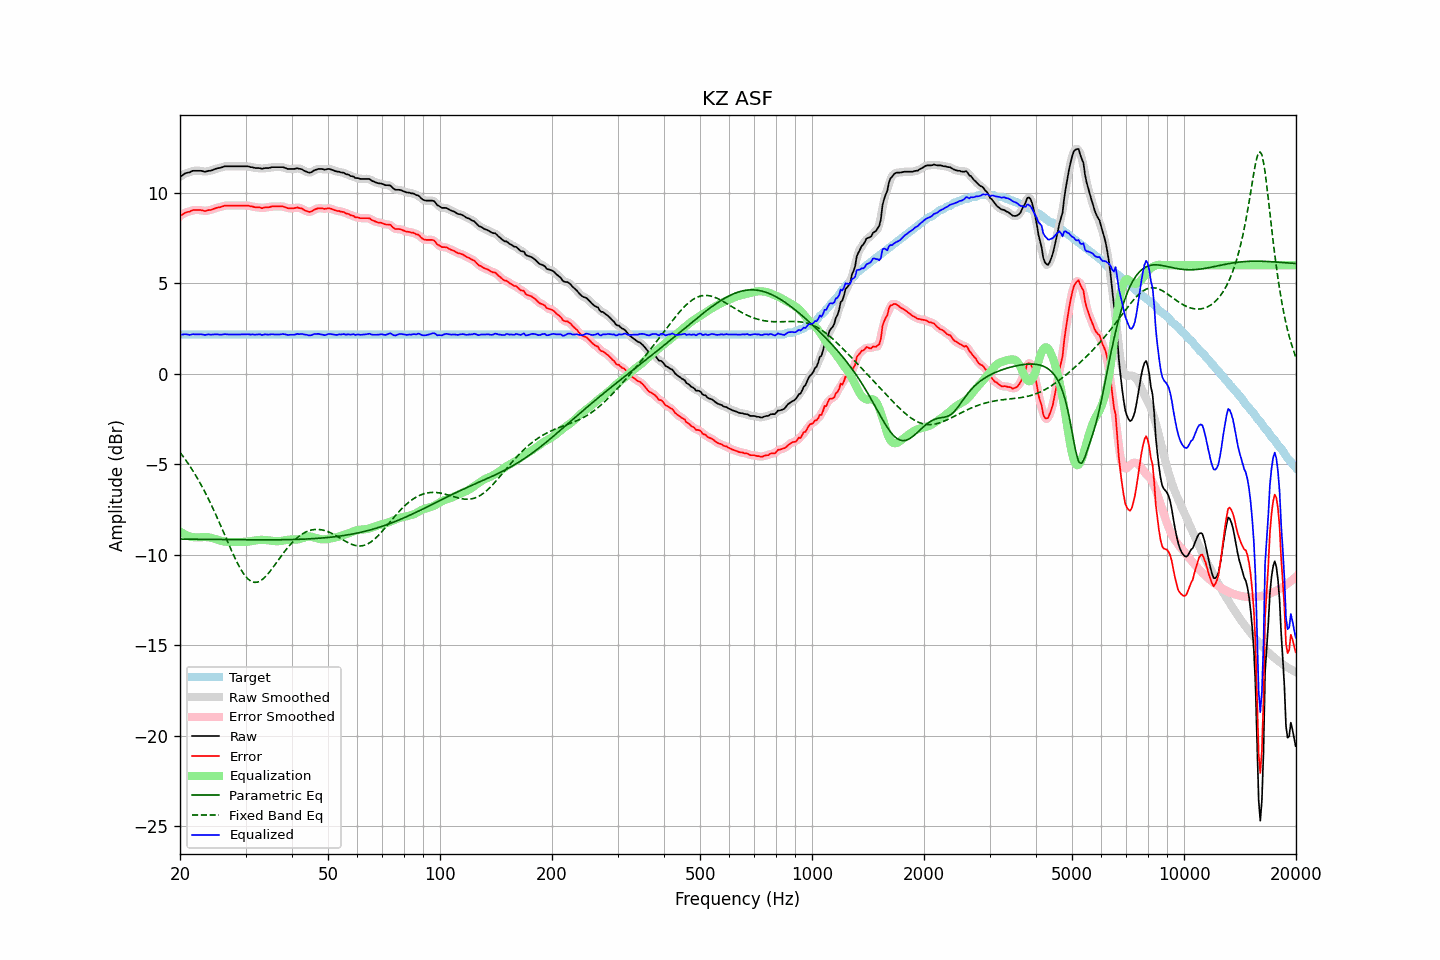 KZ ASF
Amplitude (dBr)
10
5
0
−5
−10
−15
−20
−25
Target
Raw Smoothed
Error Smoothed
Raw
Error
Equalization
Parametric Eq
Fixed Band Eq
Equalized
20 50 100 200 500 1000 2000 5000 10000 20000
Frequency (Hz)